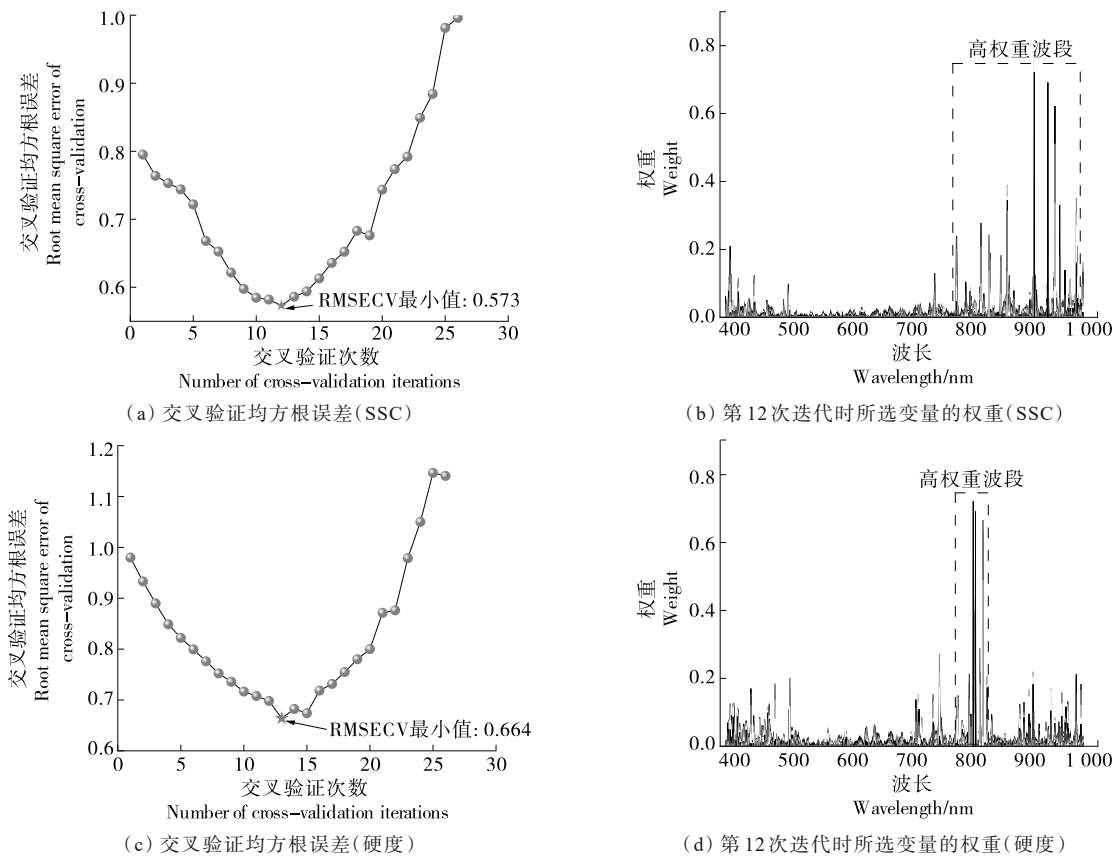 交叉验证均方根误差
Root mean square error of
cross-validation
1.0
0.9
0.8
0.7
0.6
RMSECV最小值: 0.573
0 5 10 15 20 25 30
交叉验证次数
Number of cross-validation iterations
(a) 交叉验证均方根误差(SSC)
权重
Weight
0.8
0.6
0.4
0.2
0.0
高权重波段
400 500 600 700 800 900 1 000
波长
Wavelength/nm
(b) 第12次迭代时所选变量的权重(SSC)
交叉验证均方根误差
Root mean square error of
cross-validation
1.2
1.1
1.0
0.9
0.8
0.7
0.6
RMSECV最小值: 0.664
0 5 10 15 20 25 30
交叉验证次数
Number of cross-validation iterations
(c) 交叉验证均方根误差(硬度)
权重
Weight
0.8
0.6
0.4
0.2
0.0
高权重波段
400 500 600 700 800 900 1 000
波长
Wavelength/nm
(d) 第12次迭代时所选变量的权重(硬度)